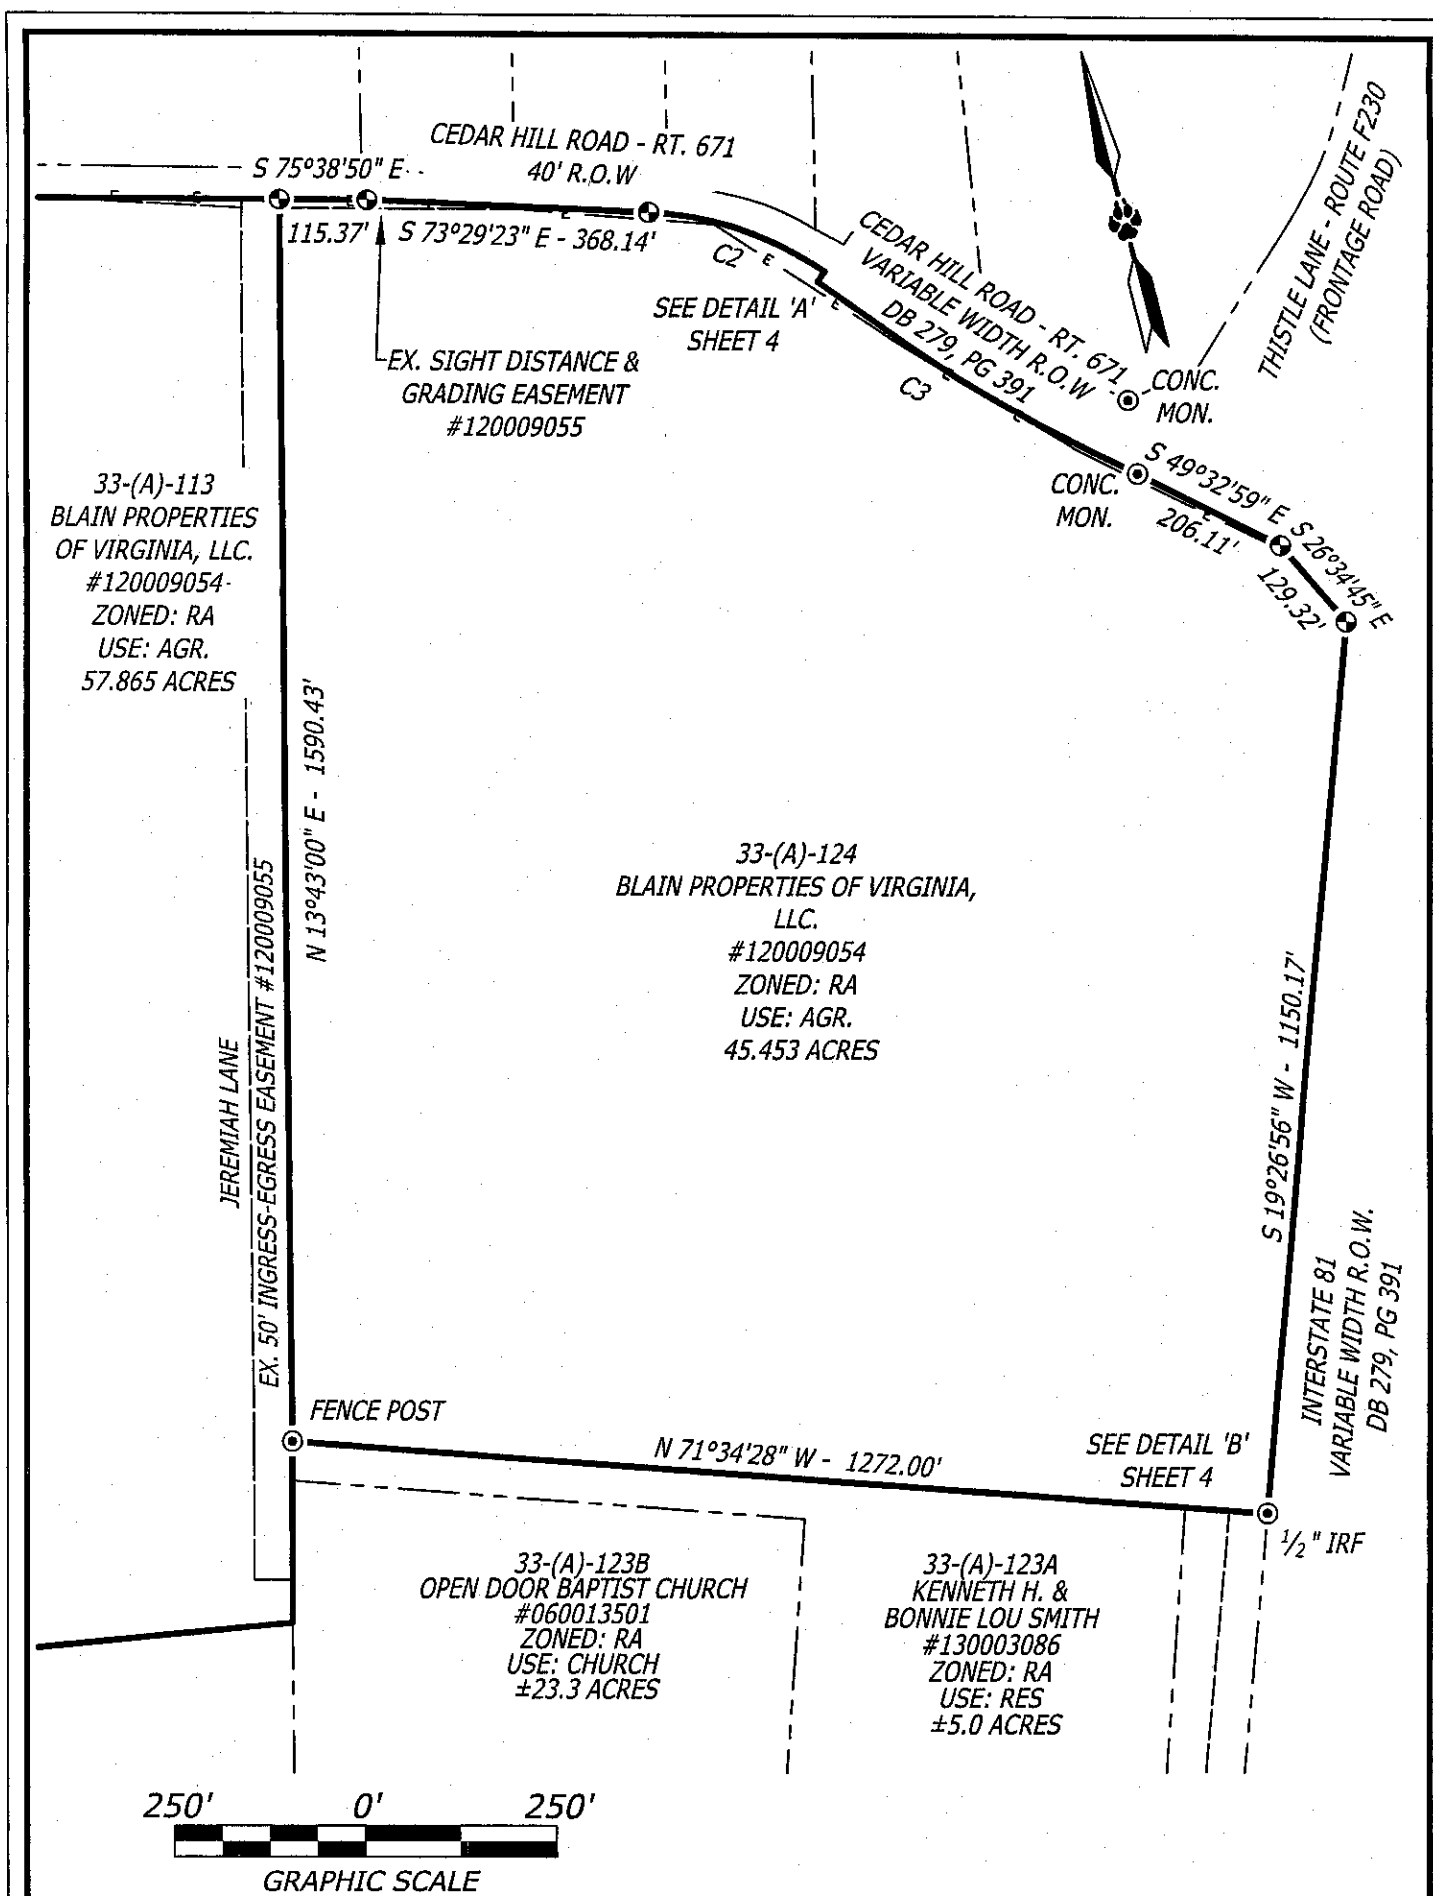 CEDAR HILL ROAD - RT. 671
40' R.O.W
S 75°38'50" E
115.37'
S 73°29'23" E - 368.14'
C2
E
E
E
E
SEE DETAIL 'A'
SHEET 4
CEDAR HILL ROAD - RT. 671
VARIABLE WIDTH R.O.W
DB 279, PG 391
C3
THISTLE LANE - ROUTE F230
(FRONTAGE ROAD)
CONC.
MON.
EX. SIGHT DISTANCE &
GRADING EASEMENT
#120009055
CONC.
MON.
S 49°32'59" E
206.11'
S 26°34'45" E
129.32'
33-(A)-113
BLAIN PROPERTIES
OF VIRGINIA, LLC.
#120009054
ZONED: RA
USE: AGR.
57.865 ACRES
N 13°43'00" E - 1590.43'
33-(A)-124
BLAIN PROPERTIES OF VIRGINIA,
LLC.
#120009054
ZONED: RA
USE: AGR.
45.453 ACRES
JEREMIAH LANE
EX. 50' INGRESS-EGRESS EASEMENT #120009055
S 19°26'56" W - 1150.17'
INTERSTATE 81
VARIABLE WIDTH R.O.W.
DB 279, PG 391
FENCE POST
N 71°34'28" W - 1272.00'
SEE DETAIL 'B'
SHEET 4
½" IRF
33-(A)-123B
OPEN DOOR BAPTIST CHURCH
#060013501
ZONED: RA
USE: CHURCH
±23.3 ACRES
33-(A)-123A
KENNETH H. &
BONNIE LOU SMITH
#130003086
ZONED: RA
USE: RES
±5.0 ACRES
250' 0' 250'
GRAPHIC SCALE